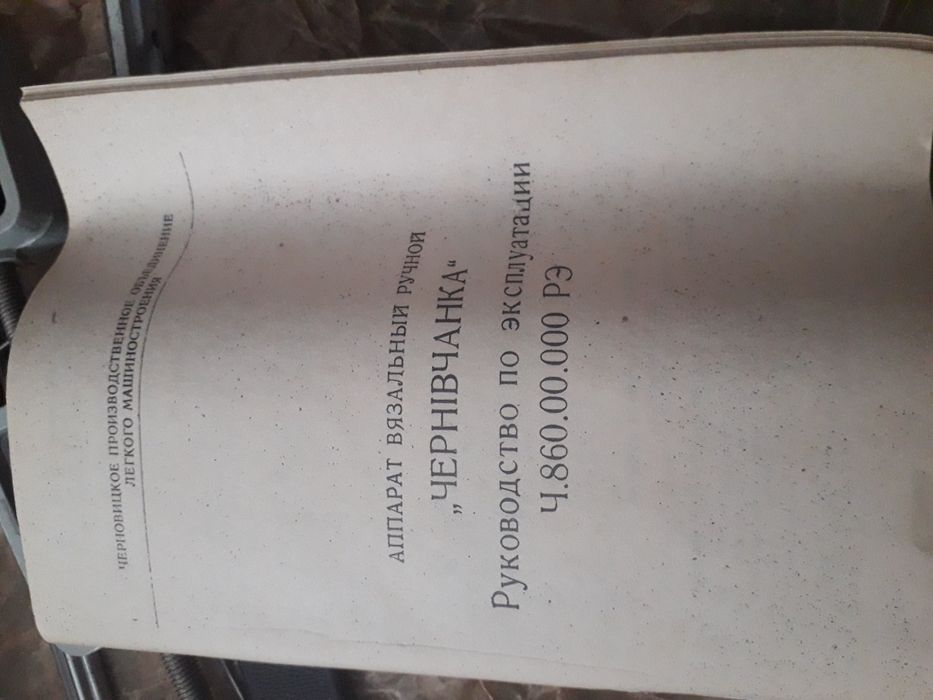 ЧЕРНОВИЦКОЕ ПРОИЗВОДСТВЕННОЕ ОБЪЕДИНЕНИЕ
ЛЕГКОГО МАШИНОСТРОЕНИЯ
АППАРАТ ВЯЗАЛЬНЫЙ РУЧНОЙ
„ЧЕРНІВЧАНКА“
Руководство по эксплуатации
Ч.860.00.000 РЭ